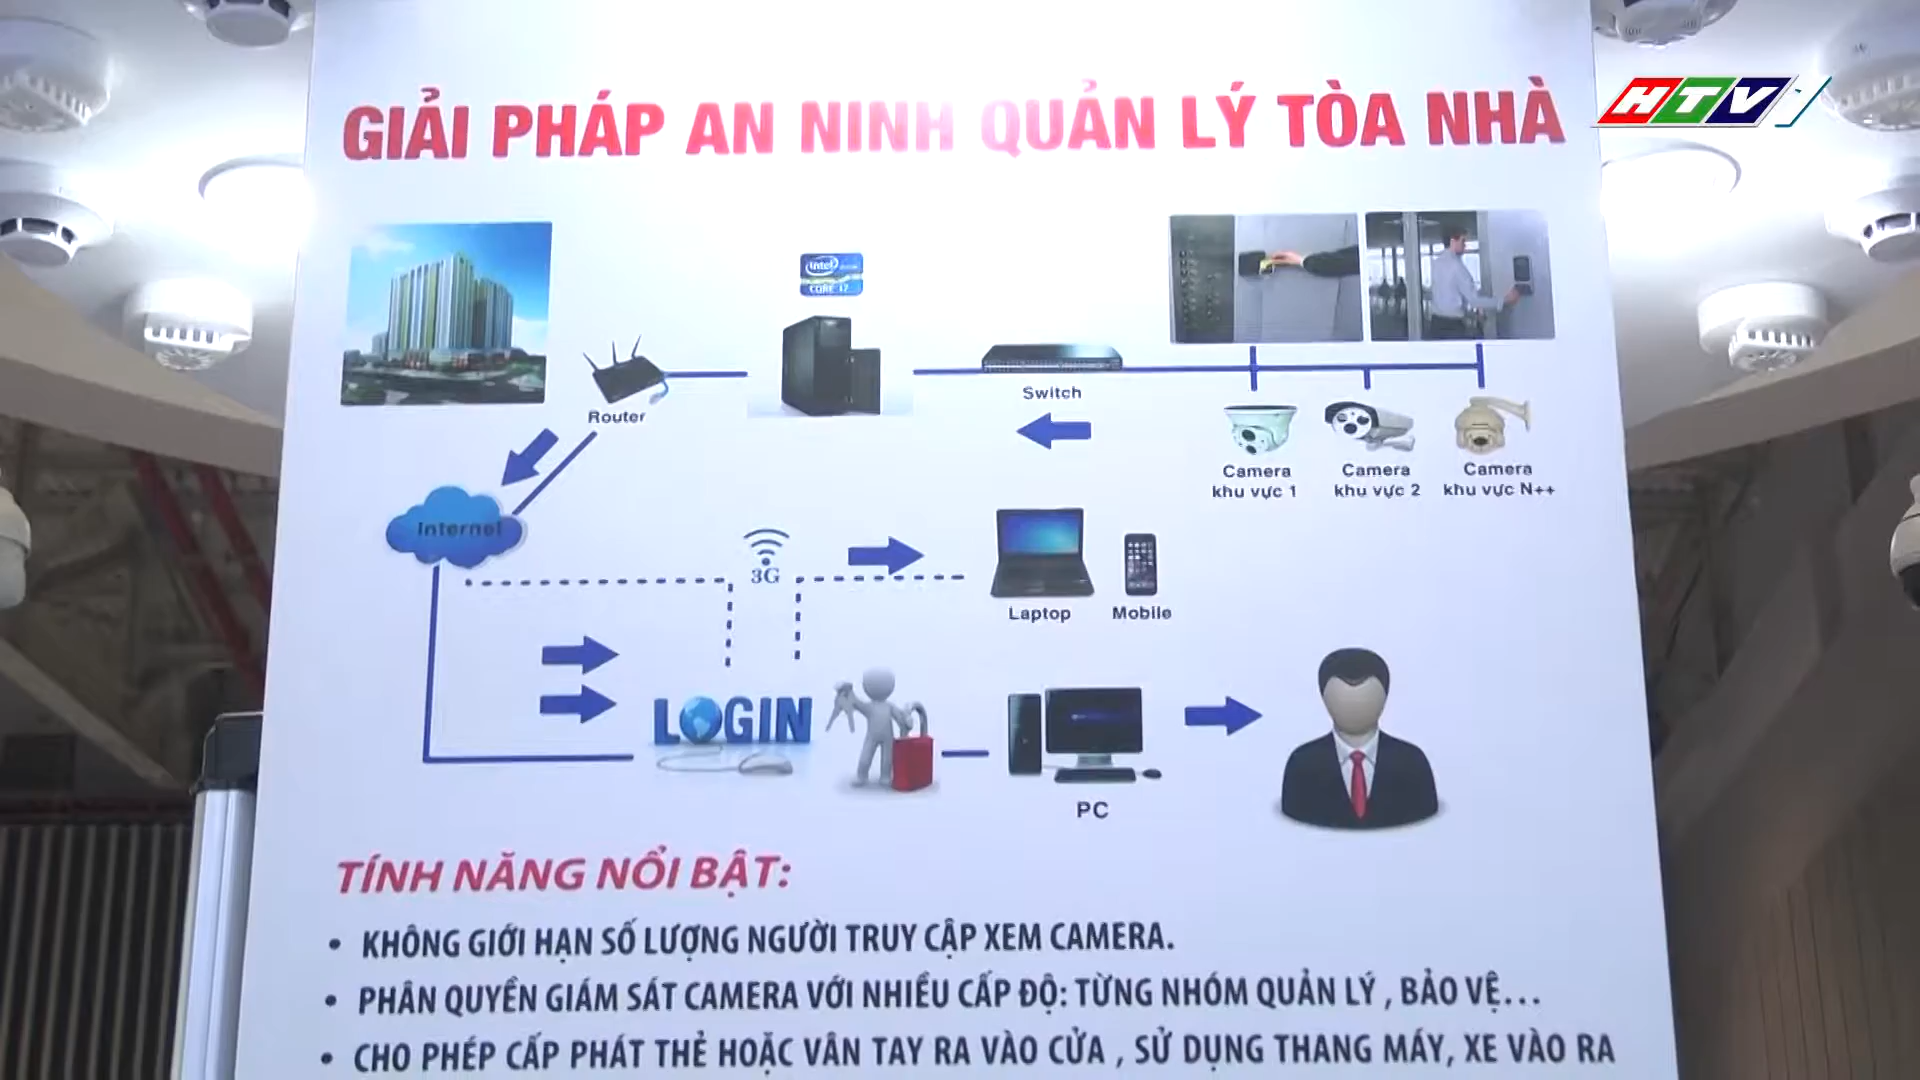 GIẢI PHÁP AN NINH QUẢN LÝ TÒA NHÀ
HTV
intel
CORE i7
Router
Switch
Camera khu vực 1
Camera khu vực 2
Camera khu vực N++
Internet
3G
Laptop
Mobile
LOGIN
PC
TÍNH NĂNG NỔI BẬT:
• KHÔNG GIỚI HẠN SỐ LƯỢNG NGƯỜI TRUY CẬP XEM CAMERA.
• PHÂN QUYỀN GIÁM SÁT CAMERA VỚI NHIỀU CẤP ĐỘ: TỪNG NHÓM QUẢN LÝ , BẢO VỆ...
• CHO PHÉP CẤP PHÁT THẺ HOẶC VÂN TAY RA VÀO CỬA , SỬ DỤNG THANG MÁY, XE VÀO RA